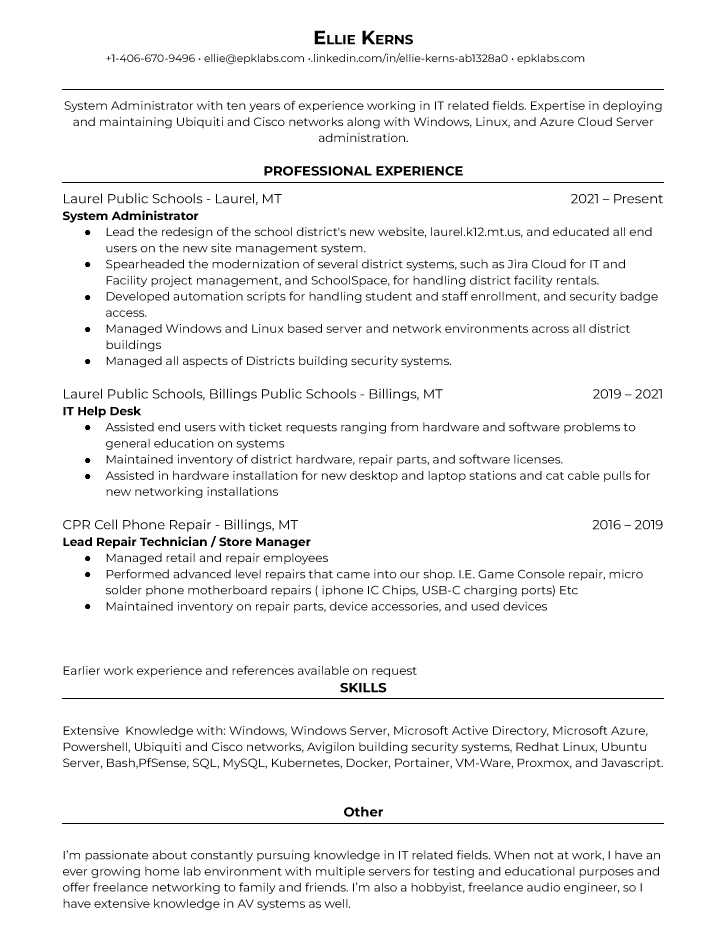 Ellie Kerns
+1-406-670-9496 • ellie@epklabs.com •.linkedin.com/in/ellie-kerns-ab1328a0 • epklabs.com
System Administrator with ten years of experience working in IT related fields. Expertise in deploying
and maintaining Ubiquiti and Cisco networks along with Windows, Linux, and Azure Cloud Server
administration.
PROFESSIONAL EXPERIENCE
Laurel Public Schools - Laurel, MT 2021 – Present
System Administrator
● Lead the redesign of the school district's new website, laurel.k12.mt.us, and educated all end
users on the new site management system.
● Spearheaded the modernization of several district systems, such as Jira Cloud for IT and
Facility project management, and SchoolSpace, for handling district facility rentals.
● Developed automation scripts for handling student and staff enrollment, and security badge
access.
● Managed Windows and Linux based server and network environments across all district
buildings
● Managed all aspects of Districts building security systems.
Laurel Public Schools, Billings Public Schools - Billings, MT 2019 – 2021
IT Help Desk
● Assisted end users with ticket requests ranging from hardware and software problems to
general education on systems
● Maintained inventory of district hardware, repair parts, and software licenses.
● Assisted in hardware installation for new desktop and laptop stations and cat cable pulls for
new networking installations
CPR Cell Phone Repair - Billings, MT 2016 – 2019
Lead Repair Technician / Store Manager
● Managed retail and repair employees
● Performed advanced level repairs that came into our shop. I.E. Game Console repair, micro
solder phone motherboard repairs ( iphone IC Chips, USB-C charging ports) Etc
● Maintained inventory on repair parts, device accessories, and used devices
Earlier work experience and references available on request
SKILLS
Extensive  Knowledge with: Windows, Windows Server, Microsoft Active Directory, Microsoft Azure,
Powershell, Ubiquiti and Cisco networks, Avigilon building security systems, Redhat Linux, Ubuntu
Server, Bash,PfSense, SQL, MySQL, Kubernetes, Docker, Portainer, VM-Ware, Proxmox, and Javascript.
Other
I'm passionate about constantly pursuing knowledge in IT related fields. When not at work, I have an
ever growing home lab environment with multiple servers for testing and educational purposes and
offer freelance networking to family and friends. I'm also a hobbyist, freelance audio engineer, so I
have extensive knowledge in AV systems as well.